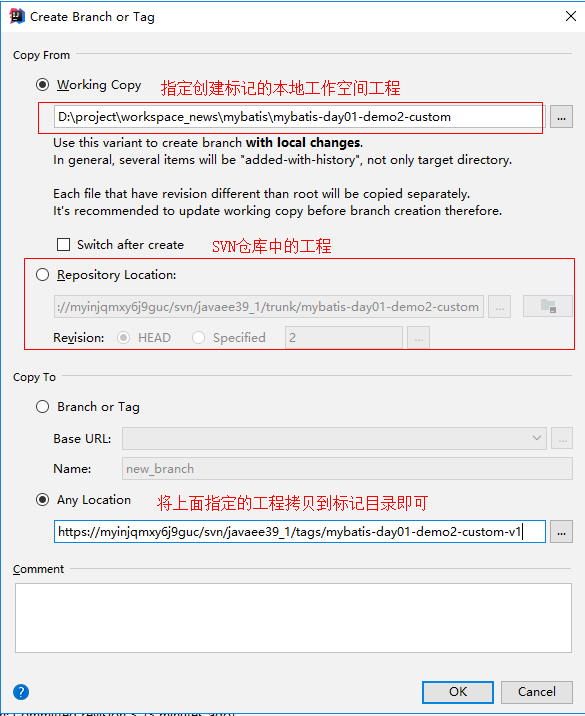 Create Branch or Tag
Copy From
Working Copy 指定创建标记的本地工作空间工程
D:\project\workspace_news\mybatis\mybatis-day01-demo2-custom ...
Use this variant to create branch with local changes.
In general, several items will be "added-with-history", not only target directory.
Each file that have revision different than root will be copied separately.
It's recommended to update working copy before branch creation therefore.
Switch after create SVN仓库中的工程
Repository Location:
://myinjqmxy6j9guc/svn/javaee39_1/trunk/mybatis-day01-demo2-custom ...
Revision: HEAD Specified 2 ...
Copy To
Branch or Tag
Base URL: ...
Name: new_branch
Any Location 将上面指定的工程拷贝到标记目录即可
https://myinjqmxy6j9guc/svn/javaee39_1/tags/mybatis-day01-demo2-custom-v1 ...
Comment
? OK Cancel